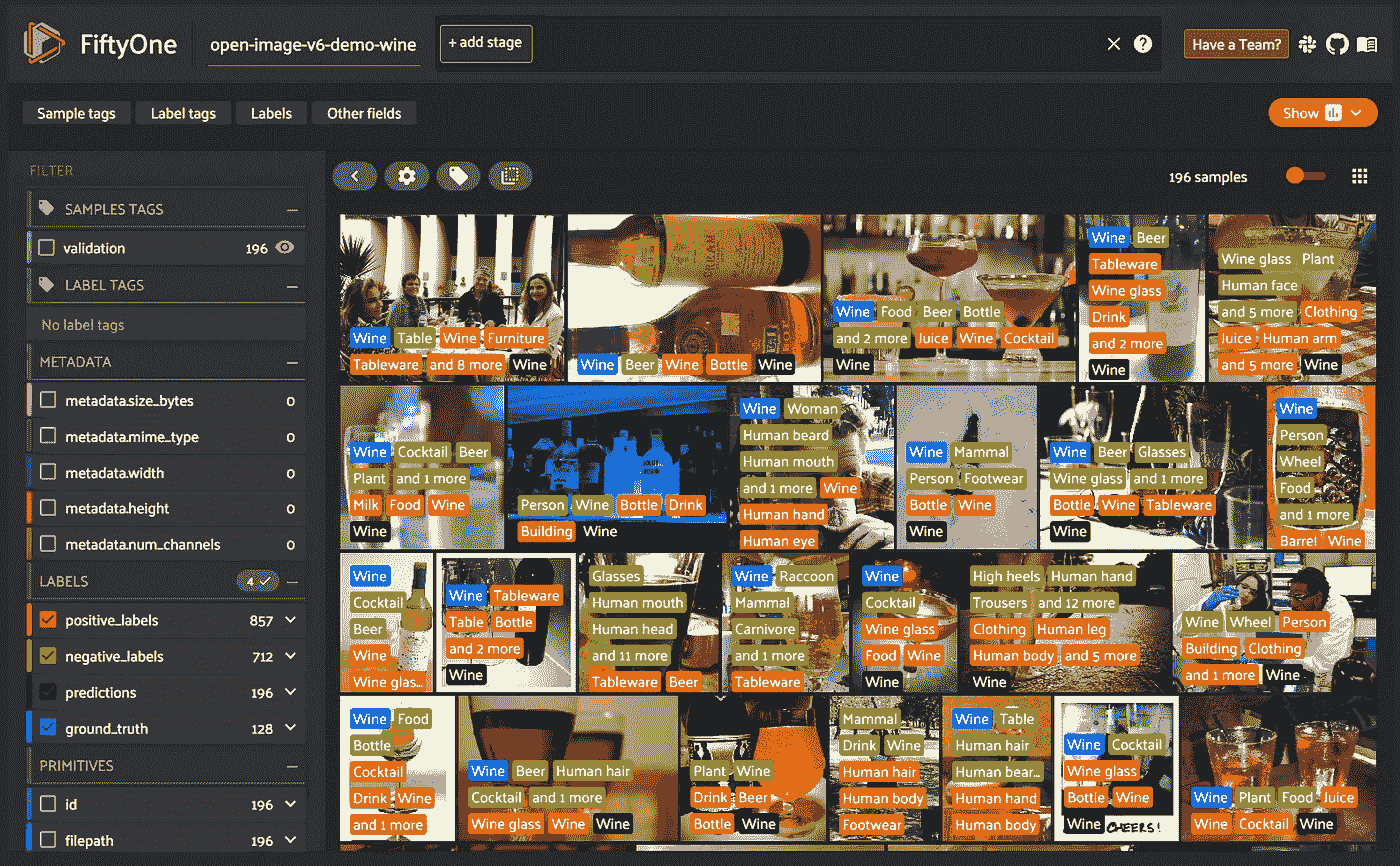 FiftyOne
open-image-v6-demo-wine
+ add stage
Have a Team?
Sample tags
Label tags
Labels
Other fields
Show
FILTER
196 samples
SAMPLES TAGS
validation 196
LABEL TAGS
No label tags
METADATA
metadata.size_bytes 0
metadata.mime_type 0
metadata.width 0
metadata.height 0
metadata.num_channels 0
LABELS 4
positive_labels 857
negative_labels 712
predictions 196
ground_truth 128
PRIMITIVES
id 196
filepath 196
Wine Table Wine Furniture
Tableware and 8 more Wine
Wine Beer Wine Bottle Wine
Wine Food Beer Bottle
and 2 more Juice Wine Cocktail
Wine
Wine Beer
Tableware
Wine glass
Drink
and 2 more
Wine
Wine glass Plant
Human face
and 5 more Clothing
Juice Human arm
and 5 more Wine
Wine Cocktail Beer
Plant and 1 more
Milk Food Wine
Wine
Person Wine Bottle Drink
Building Wine
Wine Woman
Human beard
Human mouth
and 1 more Wine
Human hand
Human eye
Wine Mammal
Person Footwear
Bottle Wine
Wine
Wine Beer Glasses
Wine glass and 1 more
Bottle Wine Tableware
Wine
Wine
Person
Wheel
Food
and 1 more
Barrel Wine
Wine
Cocktail
Beer
Wine
Wine glas...
Wine Tableware
Table Bottle
and 2 more
Wine
Glasses
Human mouth
Human head
and 11 more
Tableware Beer
Wine Raccoon
Mammal
Carnivore
and 1 more
Tableware
Wine
Cocktail
Wine glass
Food Wine
Wine
High heels Human hand
Trousers and 12 more
Clothing Human leg
Human body and 5 more
Wine
Wine Wheel Person
Building Clothing
and 1 more Wine
Wine Food
Bottle
Cocktail
Drink Wine
and 1 more
Wine Beer Human hair
Cocktail and 1 more
Wine glass Wine Wine
Plant Wine
Drink Beer
Bottle Wine
Mammal
Drink Wine
Human hair
Human body
Footwear
Wine Table
Human hair
Human bear...
Human hand
Human body
Wine Cocktail
Wine glass
Bottle Wine
Wine CHEERS!
Wine Plant Food Juice
Wine Cocktail Wine